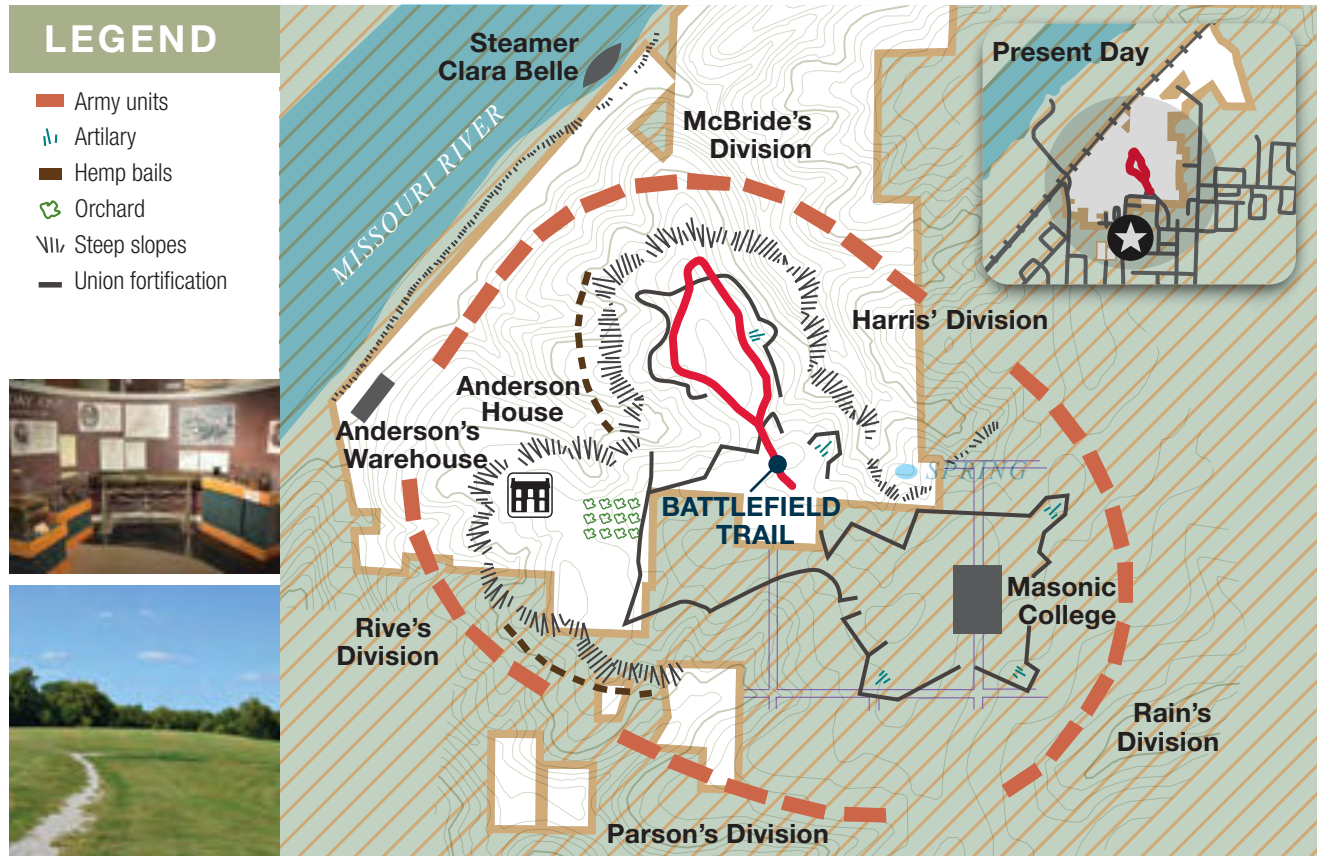 LEGEND
Army units
Artilary
Hemp bails
Orchard
Steep slopes
Union fortification
Steamer
Clara Belle
MISSOURI RIVER
McBride's
Division
Present Day
Harris' Division
Anderson
House
Anderson's
Warehouse
SPRING
BATTLEFIELD
TRAIL
Masonic
College
Rive's
Division
Rain's
Division
Parson's Division